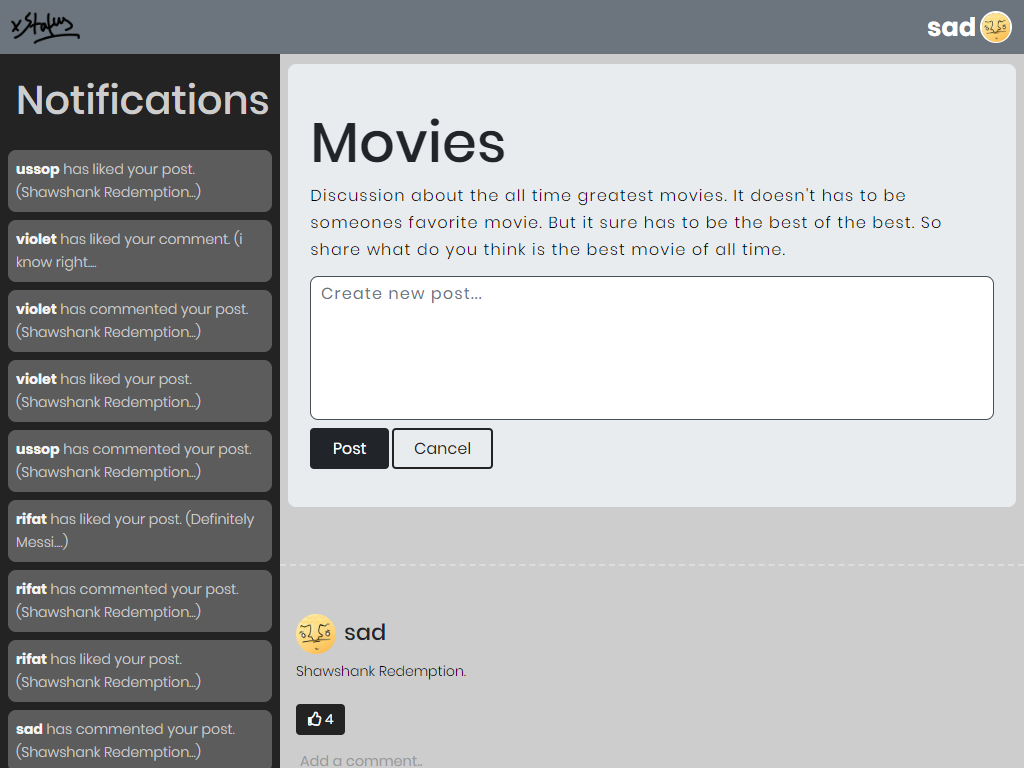 xStatus
sad
Notifications
ussop has liked your post.
(Shawshank Redemption...)
violet has liked your comment. (i
know right....
violet has commented your post.
(Shawshank Redemption...)
violet has liked your post.
(Shawshank Redemption...)
ussop has commented your post.
(Shawshank Redemption...)
rifat has liked your post. (Definitely
Messi....)
rifat has commented your post.
(Shawshank Redemption...)
rifat has liked your post.
(Shawshank Redemption...)
sad has commented your post.
(Shawshank Redemption...)
Movies
Discussion about the all time greatest movies. It doesn't has to be
someones favorite movie. But it sure has to be the best of the best. So
share what do you think is the best movie of all time.
Create new post...
Post Cancel
sad
Shawshank Redemption.
4
Add a comment..